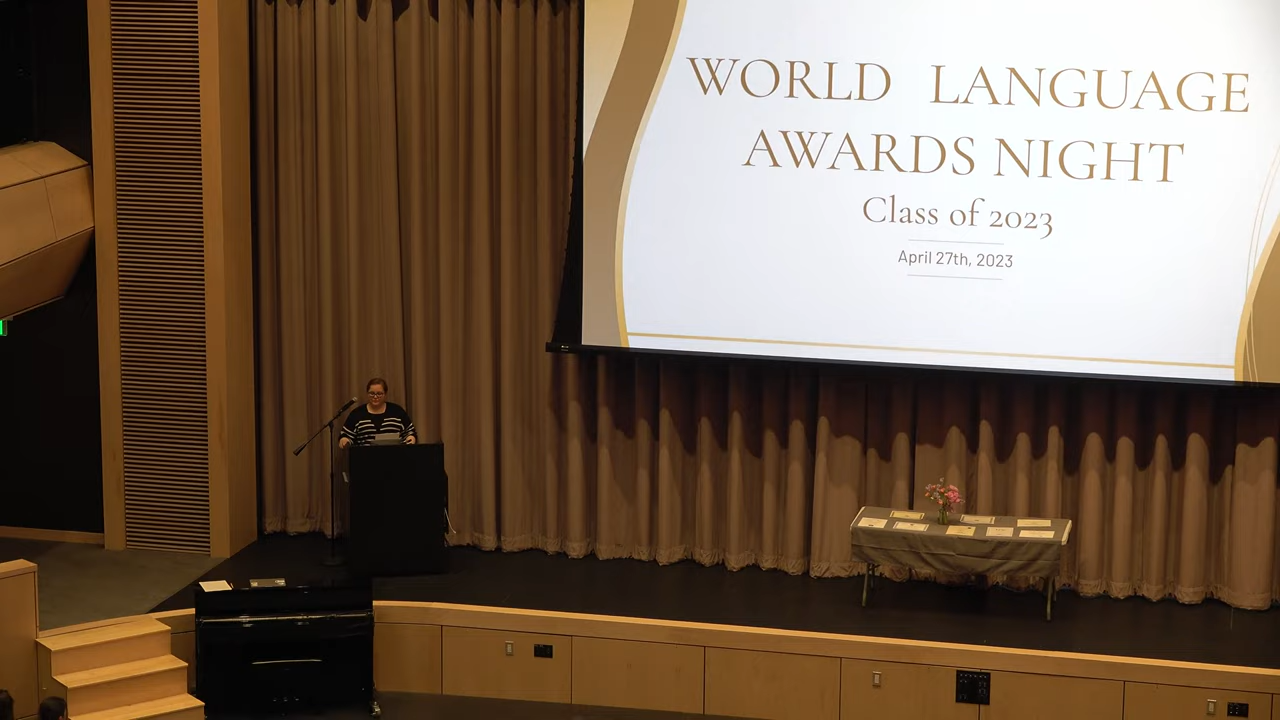 WORLD LANGUAGE
AWARDS NIGHT
Class of 2023
April 27th, 2023